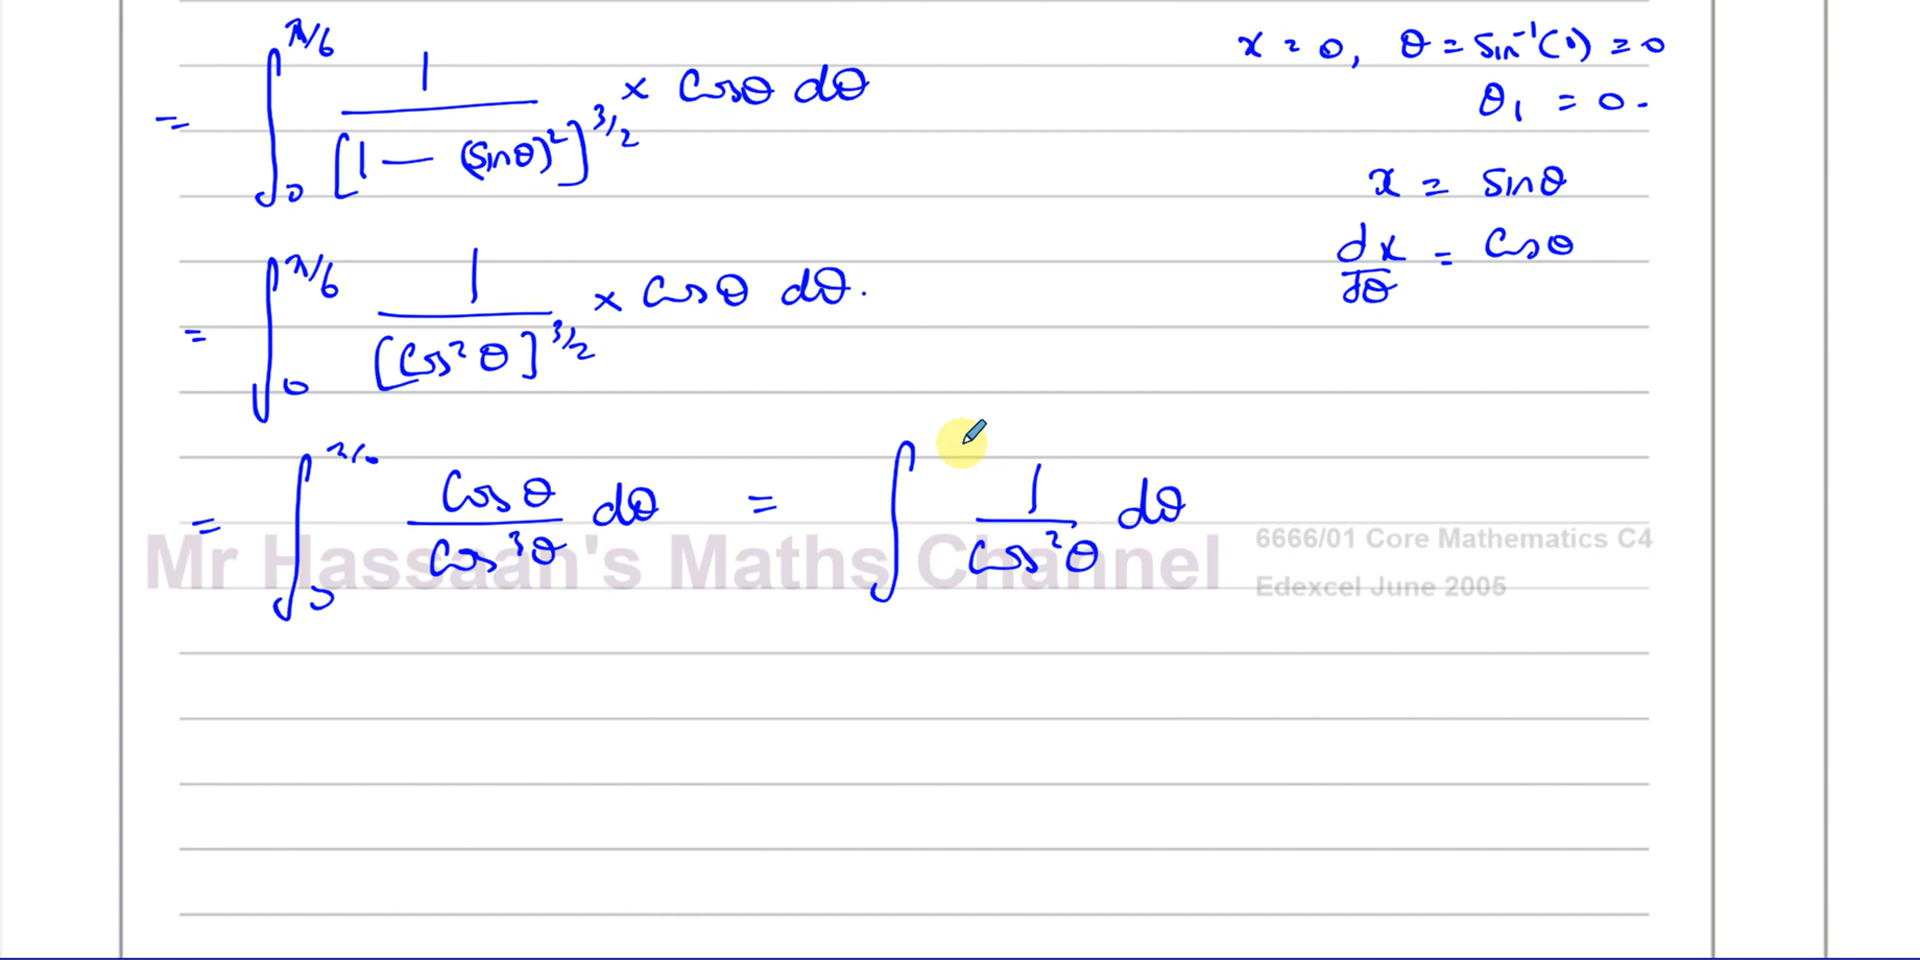 = ∫₀^{π/6} 1/[1 − (sinθ)²]^{3/2} × cosθ dθ
x = 0, θ = sin⁻¹(0) = 0
θ₁ = 0.
x = sinθ
dx/dθ = cosθ
= ∫₀^{π/6} 1/[cos²θ]^{3/2} × cosθ dθ.
= ∫₀^{π/6} cosθ/cos³θ dθ = ∫ 1/cos²θ dθ
Mr Hassaan's Maths Channel
6666/01 Core Mathematics C4
Edexcel June 2005